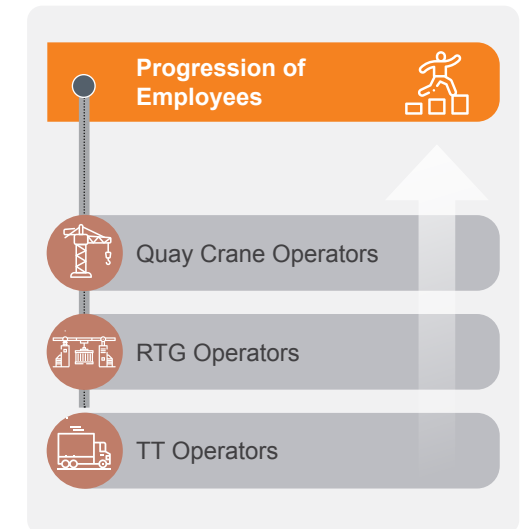 Progression of
Employees
Quay Crane Operators
RTG Operators
TT Operators